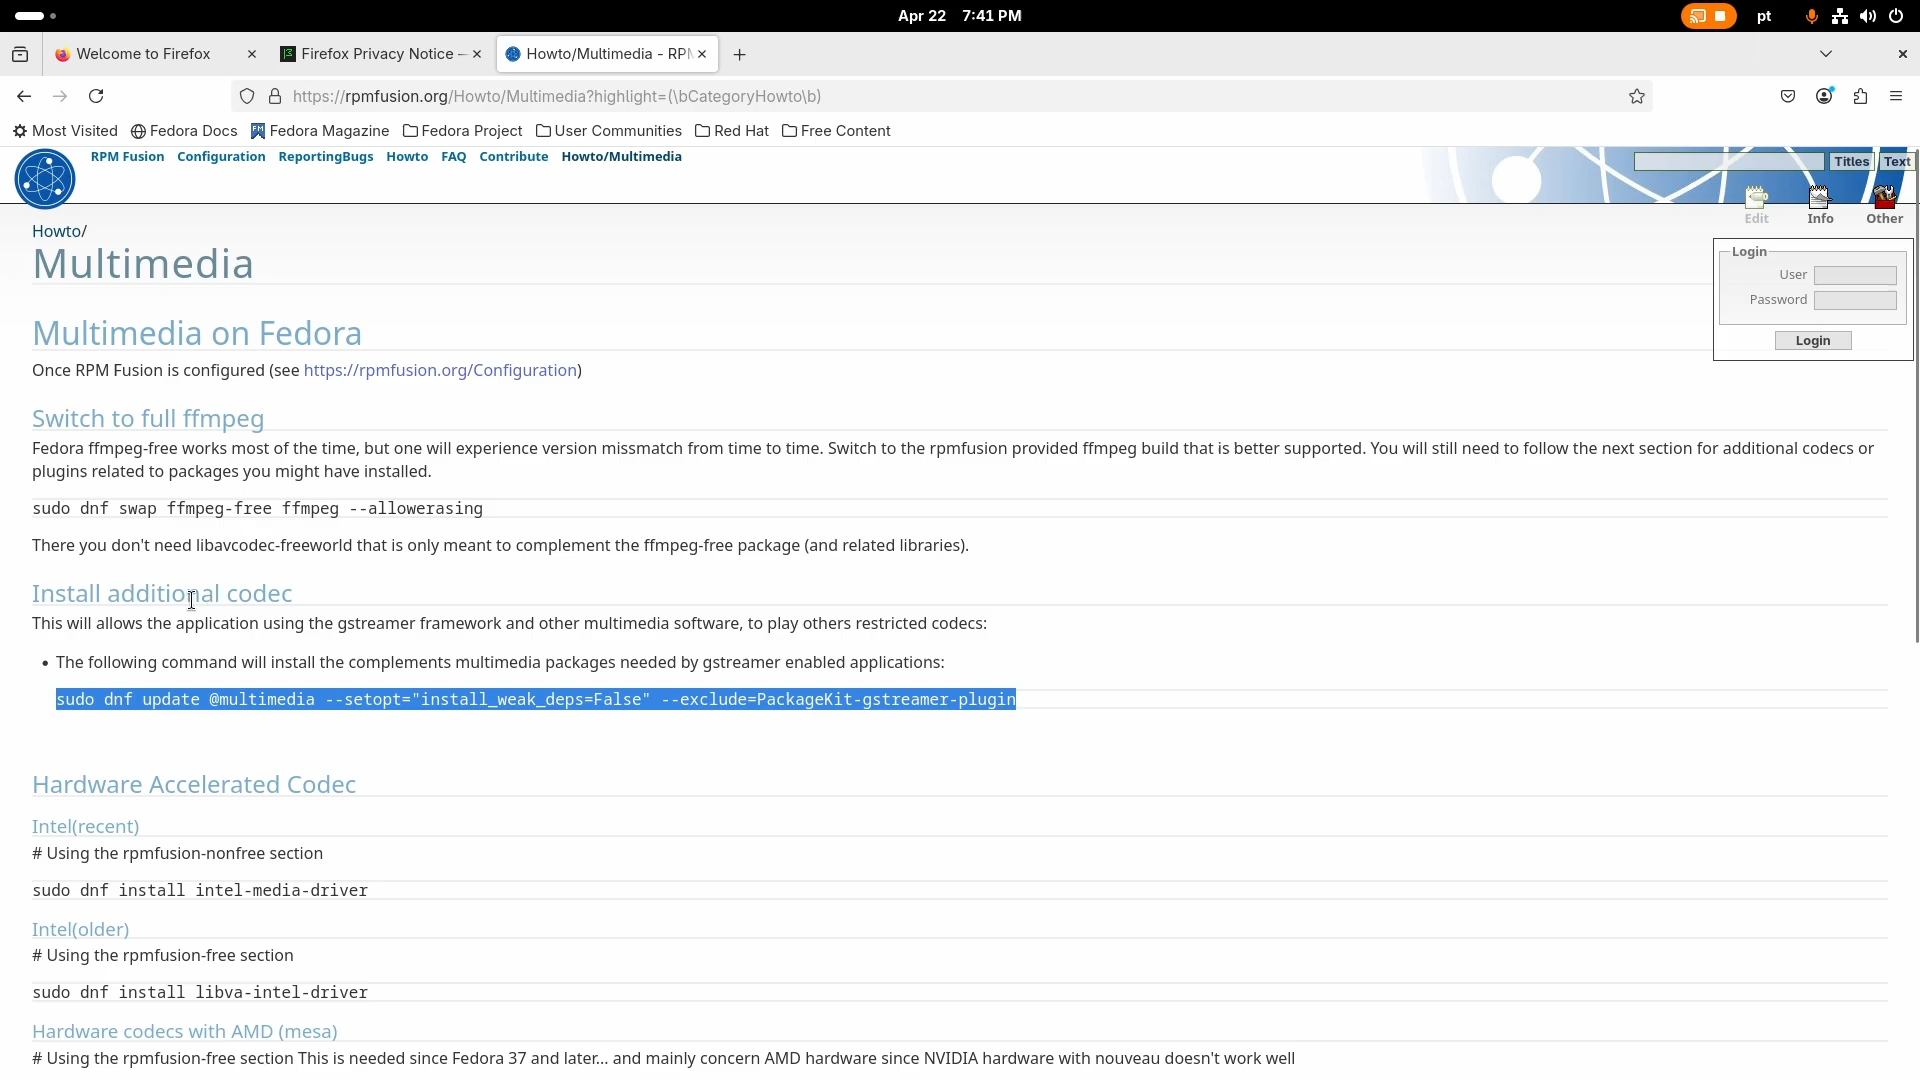 Apr 22 7:41 PM
pt
Welcome to Firefox
Firefox Privacy Notice —
Howto/Multimedia - RPM
https://rpmfusion.org/Howto/Multimedia?highlight=(\bCategoryHowto\b)
Most Visited
Fedora Docs
Fedora Magazine
Fedora Project
User Communities
Red Hat
Free Content
RPM Fusion
Configuration
ReportingBugs
Howto
FAQ
Contribute
Howto/Multimedia
Titles
Text
Edit
Info
Other
Login
User
Password
Login
Howto/
Multimedia
Multimedia on Fedora
Once RPM Fusion is configured (see https://rpmfusion.org/Configuration)
Switch to full ffmpeg
Fedora ffmpeg-free works most of the time, but one will experience version missmatch from time to time. Switch to the rpmfusion provided ffmpeg build that is better supported. You will still need to follow the next section for additional codecs or
plugins related to packages you might have installed.
sudo dnf swap ffmpeg-free ffmpeg --allowerasing
There you don't need libavcodec-freeworld that is only meant to complement the ffmpeg-free package (and related libraries).
Install additional codec
This will allows the application using the gstreamer framework and other multimedia software, to play others restricted codecs:
• The following command will install the complements multimedia packages needed by gstreamer enabled applications:
sudo dnf update @multimedia --setopt="install_weak_deps=False" --exclude=PackageKit-gstreamer-plugin
Hardware Accelerated Codec
Intel(recent)
# Using the rpmfusion-nonfree section
sudo dnf install intel-media-driver
Intel(older)
# Using the rpmfusion-free section
sudo dnf install libva-intel-driver
Hardware codecs with AMD (mesa)
# Using the rpmfusion-free section This is needed since Fedora 37 and later... and mainly concern AMD hardware since NVIDIA hardware with nouveau doesn't work well